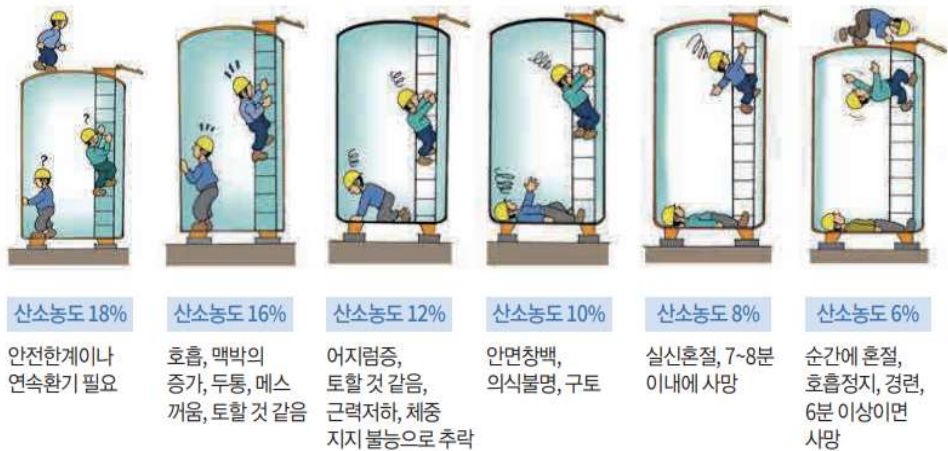 산소농도 18%
안전한계이나
연속환기 필요
산소농도 16%
호흡, 맥박의
증가, 두통, 메스
꺼움, 토할 것 같음
산소농도 12%
어지럼증,
토할 것 같음,
근력저하, 체중
지지 불능으로 추락
산소농도 10%
안면창백,
의식불명, 구토
산소농도 8%
실신혼절, 7~8분
이내에 사망
산소농도 6%
순간에 혼절,
호흡정지, 경련,
6분 이상이면
사망
?
?